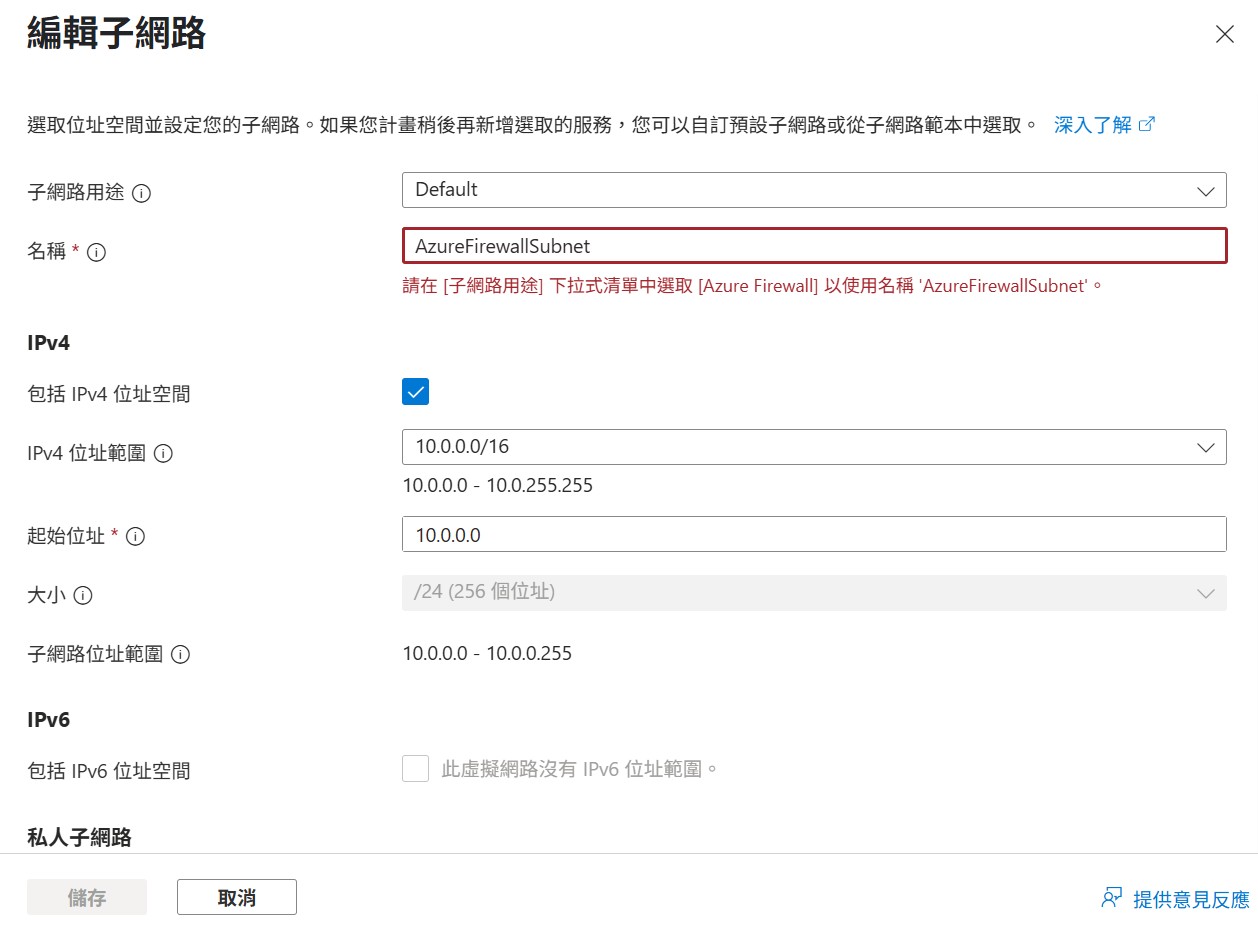 編輯子網路
選取位址空間並設定您的子網路。如果您計畫稍後再新增選取的服務，您可以自訂預設子網路或從子網路範本中選取。 深入了解
子網路用途 Default
名稱 * AzureFirewallSubnet
請在 [子網路用途] 下拉式清單中選取 [Azure Firewall] 以使用名稱 'AzureFirewallSubnet'。
IPv4
包括 IPv4 位址空間
IPv4 位址範圍 10.0.0.0/16
10.0.0.0 - 10.0.255.255
起始位址 * 10.0.0.0
大小 /24 (256 個位址)
子網路位址範圍 10.0.0.0 - 10.0.0.255
IPv6
包括 IPv6 位址空間 此虛擬網路沒有 IPv6 位址範圍。
私人子網路
儲存 取消 提供意見反應